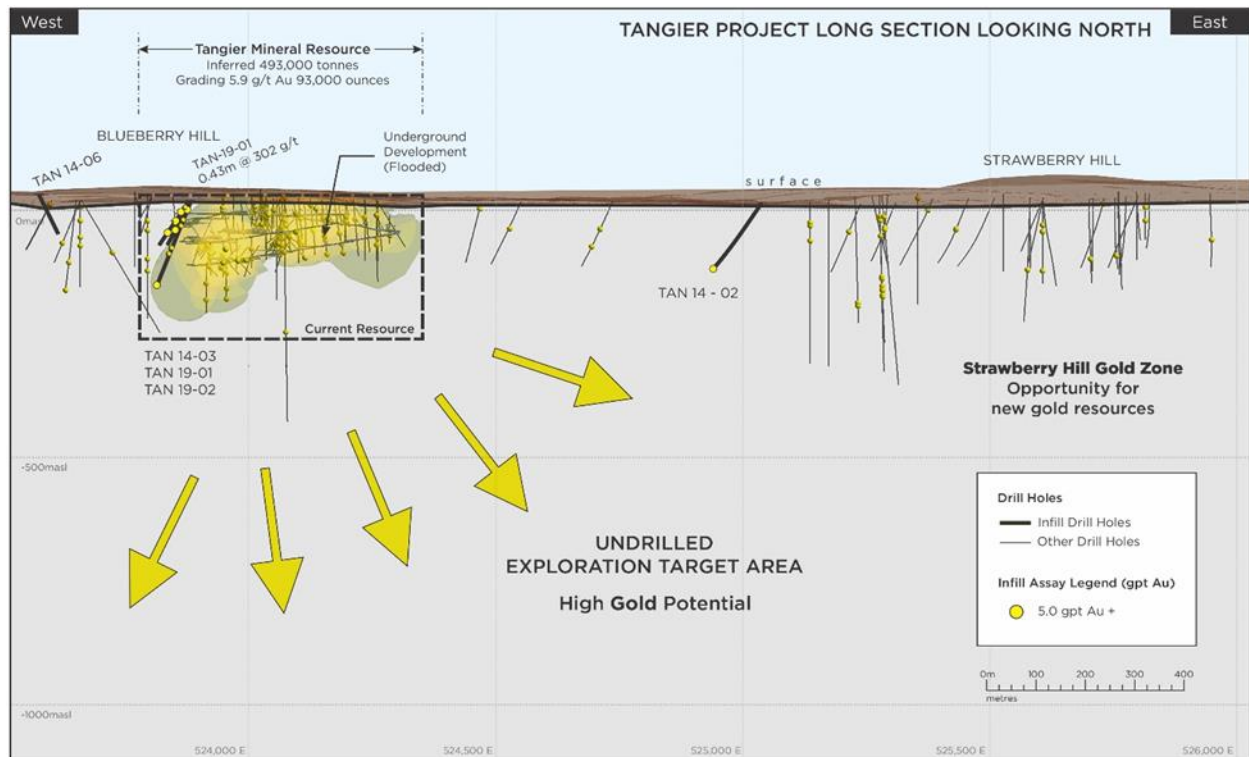 West
TANGIER PROJECT LONG SECTION LOOKING NORTH
East
Tangier Mineral Resource
Inferred 493,000 tonnes
Grading 5.9 g/t Au 93,000 ounces
BLUEBERRY HILL
TAN 14-06
TAN-19-01
0.43m @ 302 g/t
Underground
Development
(Flooded)
surface
STRAWBERRY HILL
0masl
Current Resource
TAN 14-03
TAN 19-01
TAN 19-02
TAN 14 - 02
Strawberry Hill Gold Zone
Opportunity for
new gold resources
-500masl
UNDRILLED
EXPLORATION TARGET AREA
High Gold Potential
Drill Holes
Infill Drill Holes
Other Drill Holes
Infill Assay Legend (gpt Au)
5.0 gpt Au +
0m 100 200 300 400
metres
-1000masl
524,000 E
524,500 E
525,000 E
525,500 E
526,000 E